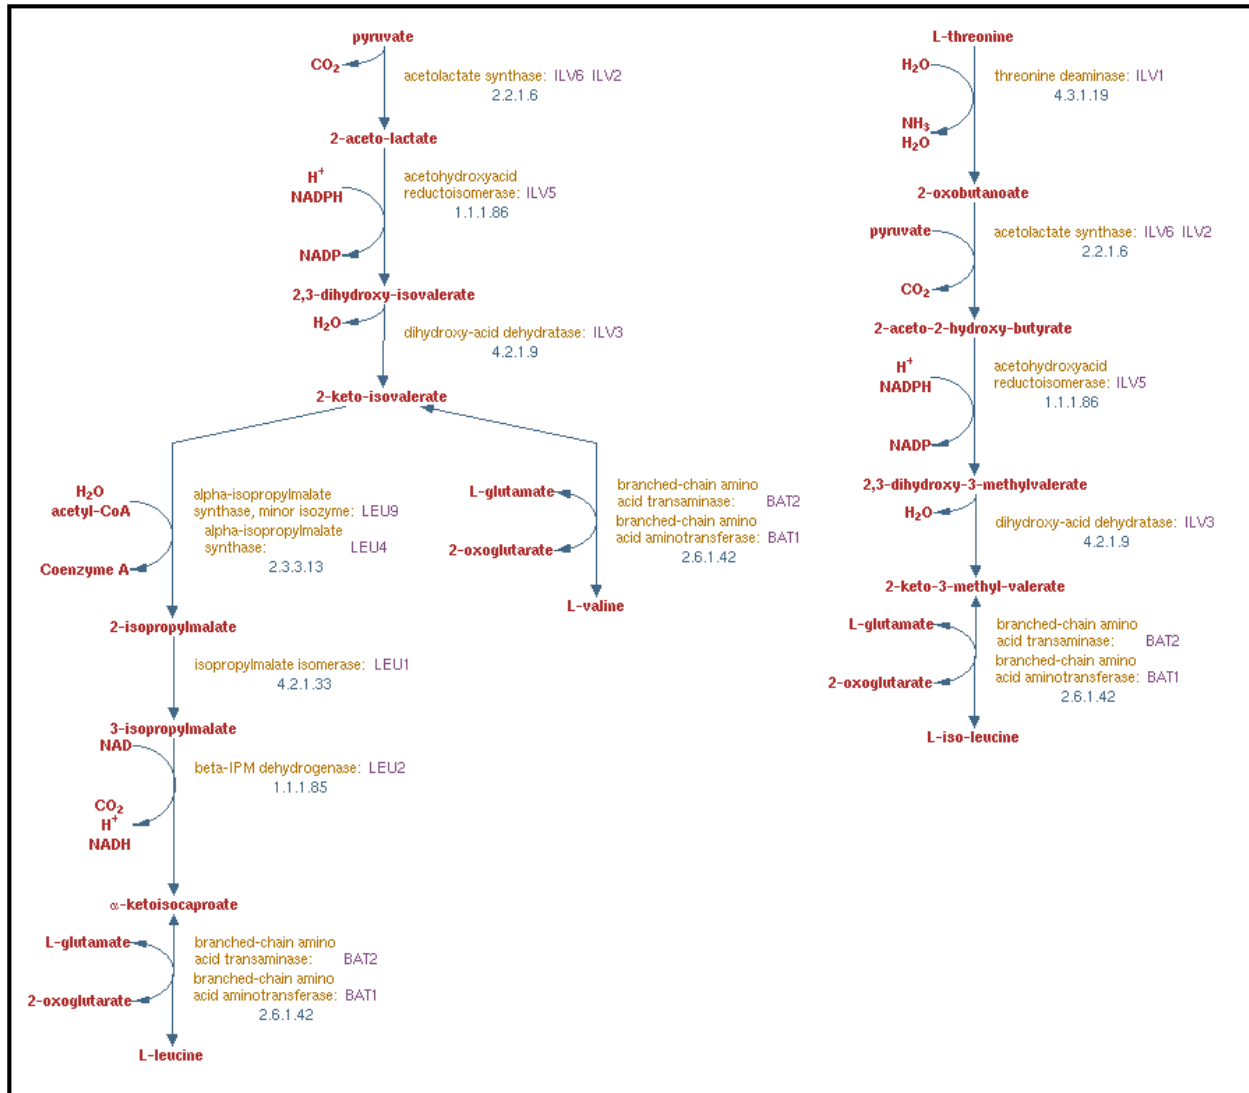 pyruvate
CO2
acetolactate synthase: ILV6 ILV2
2.2.1.6
2-aceto-lactate
H+
NADPH
acetohydroxyacid
reductoisomerase: ILV5
1.1.1.86
NADP
2,3-dihydroxy-isovalerate
H2O
dihydroxy-acid dehydratase: ILV3
4.2.1.9
2-keto-isovalerate
H2O
acetyl-CoA
alpha-isopropylmalate
synthase, minor isozyme: LEU9
alpha-isopropylmalate
synthase: LEU4
2.3.3.13
Coenzyme A
2-isopropylmalate
isopropylmalate isomerase: LEU1
4.2.1.33
3-isopropylmalate
NAD
beta-IPM dehydrogenase: LEU2
1.1.1.85
CO2
H+
NADH
α-ketoisocaproate
L-glutamate
branched-chain amino
acid transaminase: BAT2
branched-chain amino
acid aminotransferase: BAT1
2.6.1.42
2-oxoglutarate
L-leucine
L-glutamate
branched-chain amino
acid transaminase: BAT2
branched-chain amino
acid aminotransferase: BAT1
2.6.1.42
2-oxoglutarate
L-valine
L-threonine
H2O
threonine deaminase: ILV1
4.3.1.19
NH3
H2O
2-oxobutanoate
pyruvate
acetolactate synthase: ILV6 ILV2
2.2.1.6
CO2
2-aceto-2-hydroxy-butyrate
H+
NADPH
acetohydroxyacid
reductoisomerase: ILV5
1.1.1.86
NADP
2,3-dihydroxy-3-methylvalerate
H2O
dihydroxy-acid dehydratase: ILV3
4.2.1.9
2-keto-3-methyl-valerate
L-glutamate
branched-chain amino
acid transaminase: BAT2
branched-chain amino
acid aminotransferase: BAT1
2.6.1.42
2-oxoglutarate
L-iso-leucine